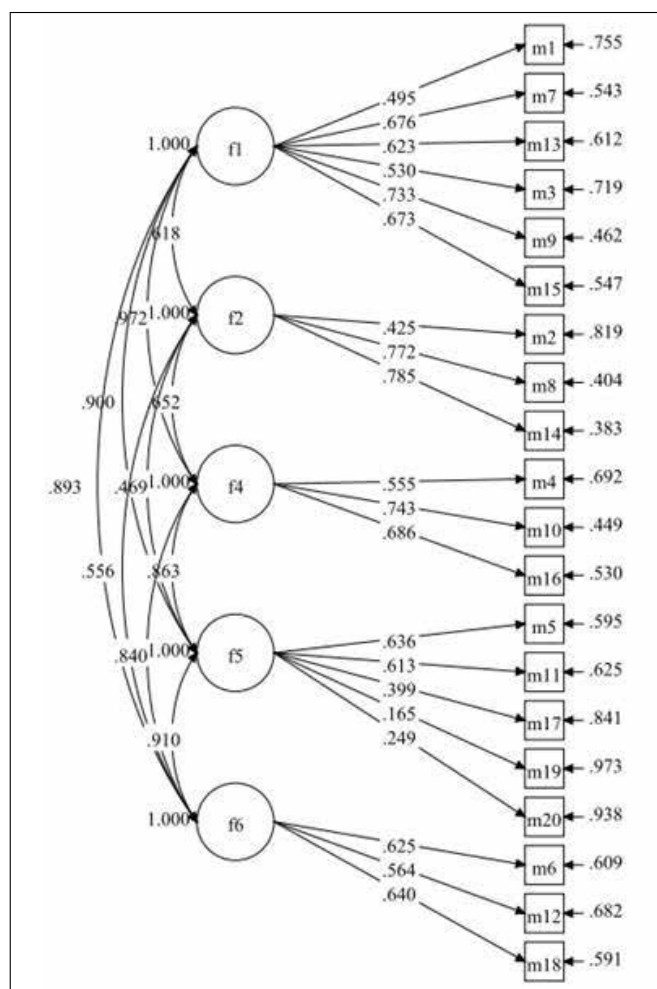 m1 .755
.495
m7 .543
.676
1.000 f1 .623 m13 .612
.530
m3 .719
.733
.673
.618 m9 .462
m15 .547
.972 1.000 f2 .425 m2 .819
.772
.785 m8 .404
.900 .652
m14 .383
.893 .469 1.000 f4 .555 m4 .692
.743
.686 m10 .449
.556 .863 m16 .530
.636 m5 .595
.840 1.000 f5 .613
.399 m11 .625
.165
.249 m17 .841
.910 m19 .973
m20 .938
1.000 f6 .625 m6 .609
.564
.640 m12 .682
m18 .591